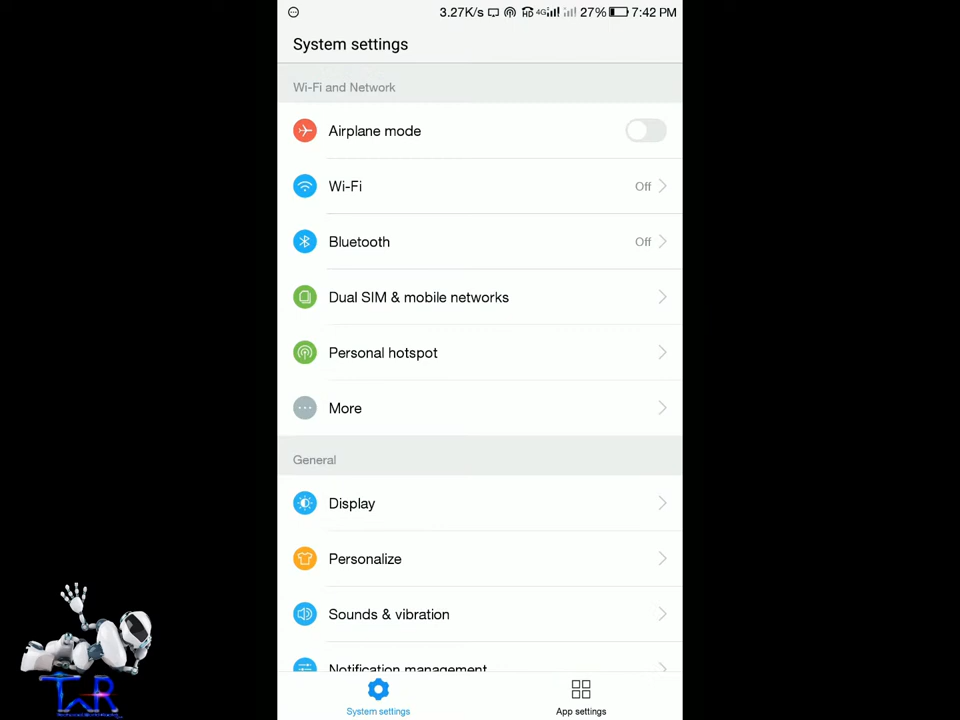 3.27K/s HD 4G 27% 7:42 PM
System settings
Wi-Fi and Network
Airplane mode
Wi-Fi Off
Bluetooth Off
Dual SIM & mobile networks
Personal hotspot
More
General
Display
Personalize
Sounds & vibration
Notification management
System settings App settings
TWR